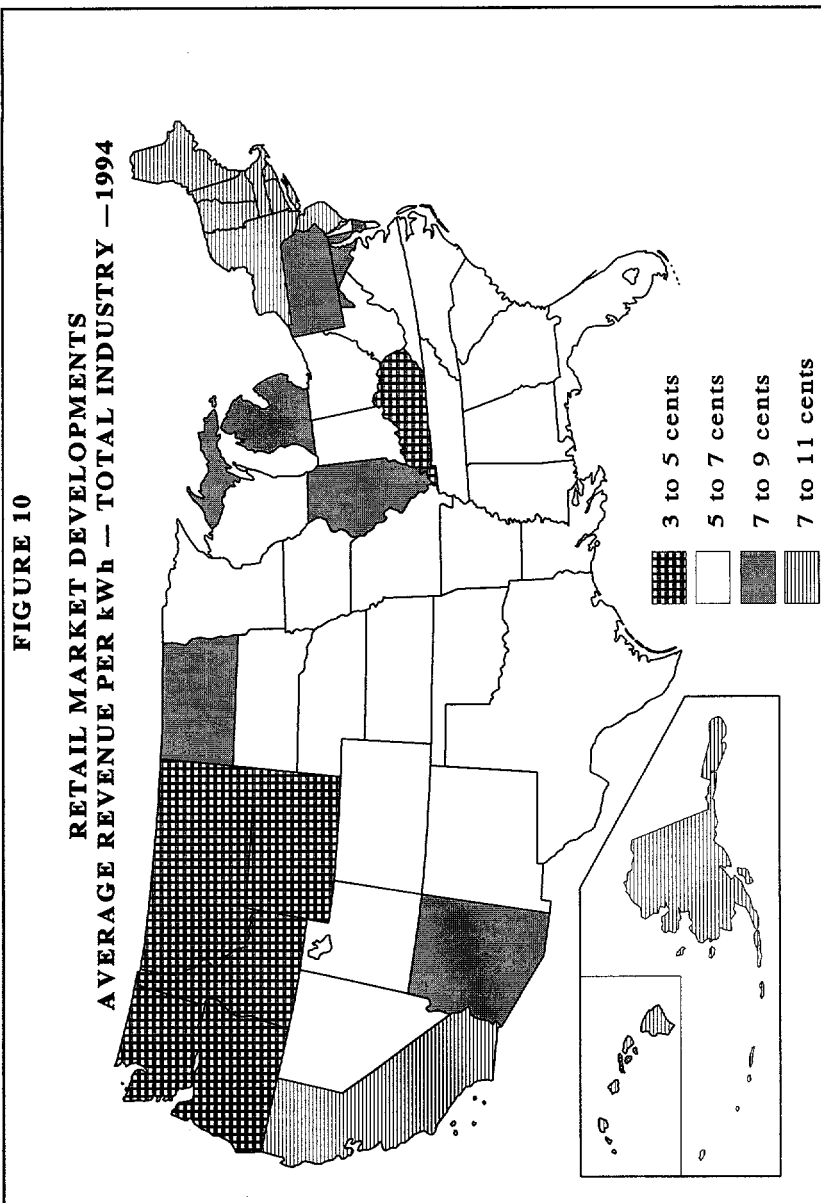 FIGURE 10
RETAIL MARKET DEVELOPMENTS
AVERAGE REVENUE PER kWh — TOTAL INDUSTRY —1994
3 to 5 cents
5 to 7 cents
7 to 9 cents
7 to 11 cents